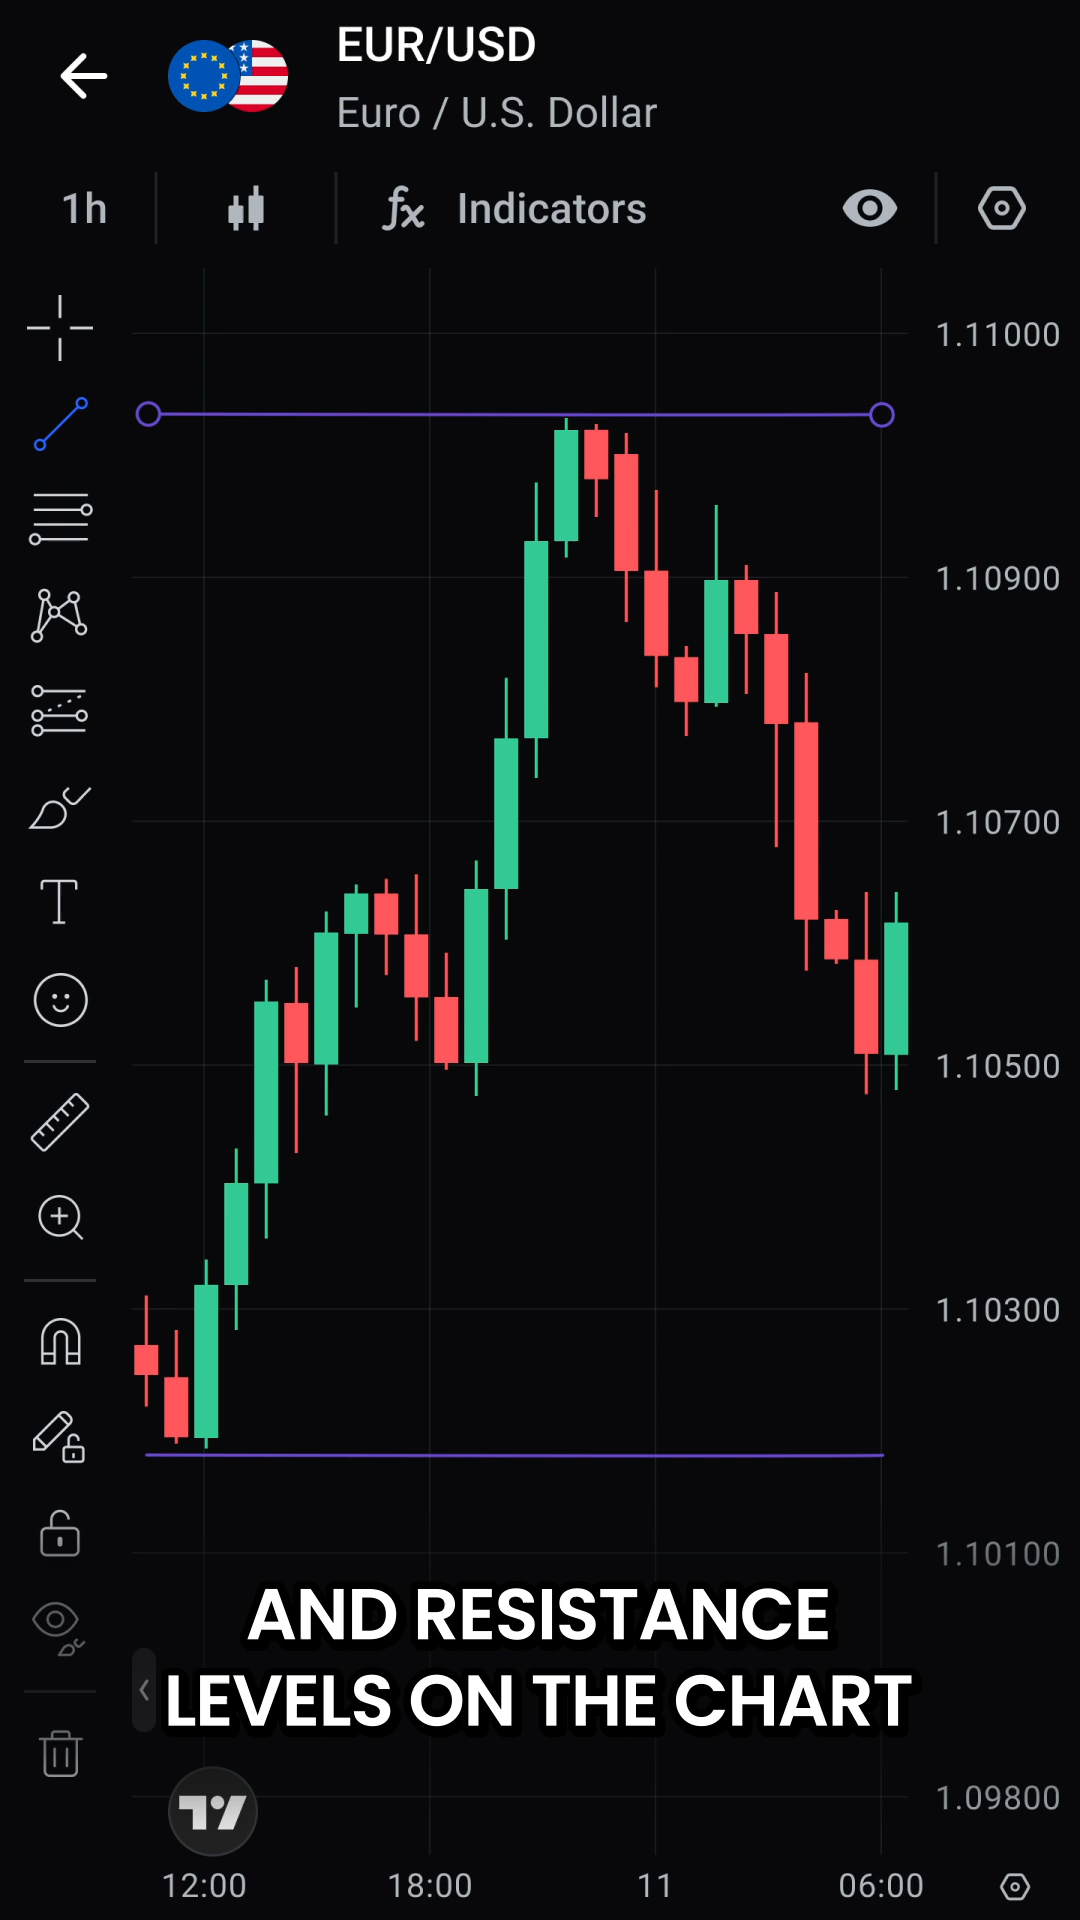 EUR/USD
Euro / U.S. Dollar
1h
fx Indicators
1.11000
1.10900
1.10700
1.10500
1.10300
1.10100
AND RESISTANCE
LEVELS ON THE CHART
1.09800
12:00 18:00 11 06:00